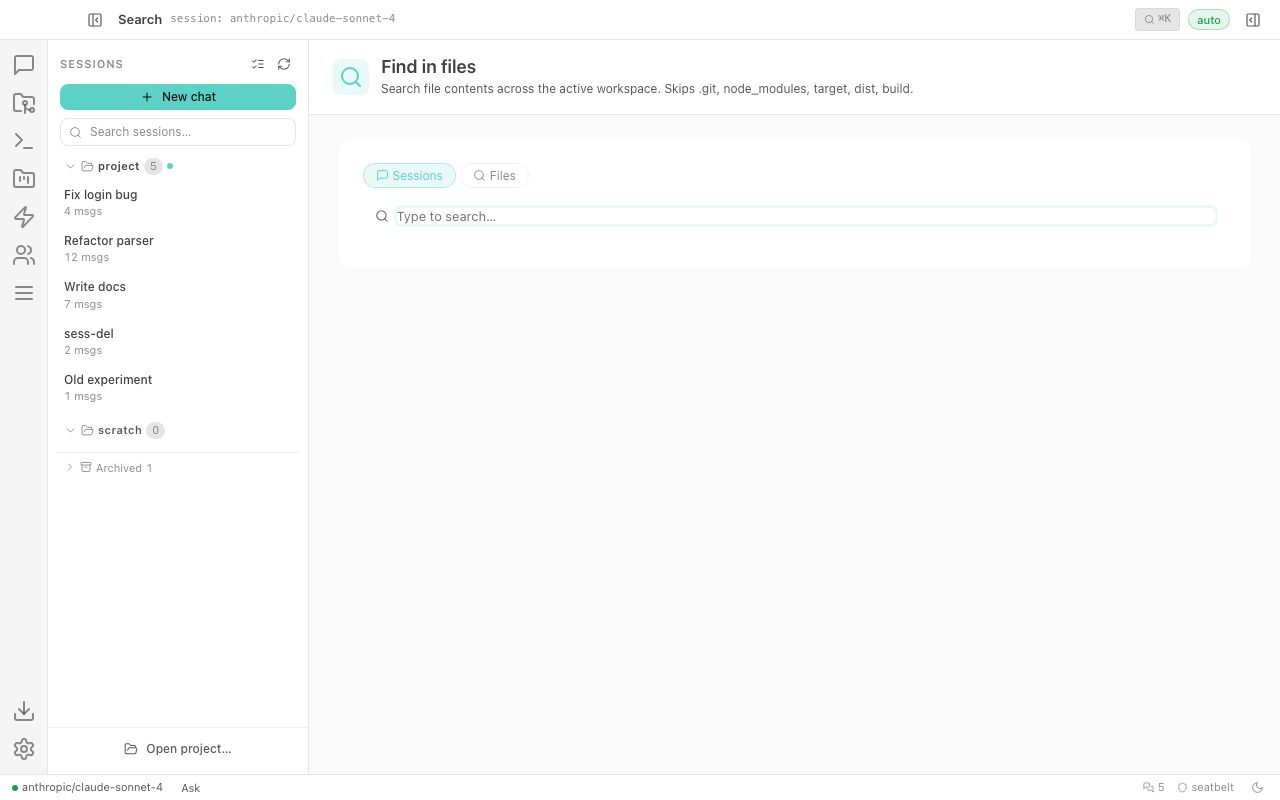 Search session: anthropic/claude-sonnet-4
⌘K
auto
SESSIONS
New chat
Search sessions...
project 5
Fix login bug
4 msgs
Refactor parser
12 msgs
Write docs
7 msgs
sess-del
2 msgs
Old experiment
1 msgs
scratch 0
Archived 1
Open project...
Find in files
Search file contents across the active workspace. Skips .git, node_modules, target, dist, build.
Sessions
Files
Type to search...
anthropic/claude-sonnet-4 Ask
5 seatbelt